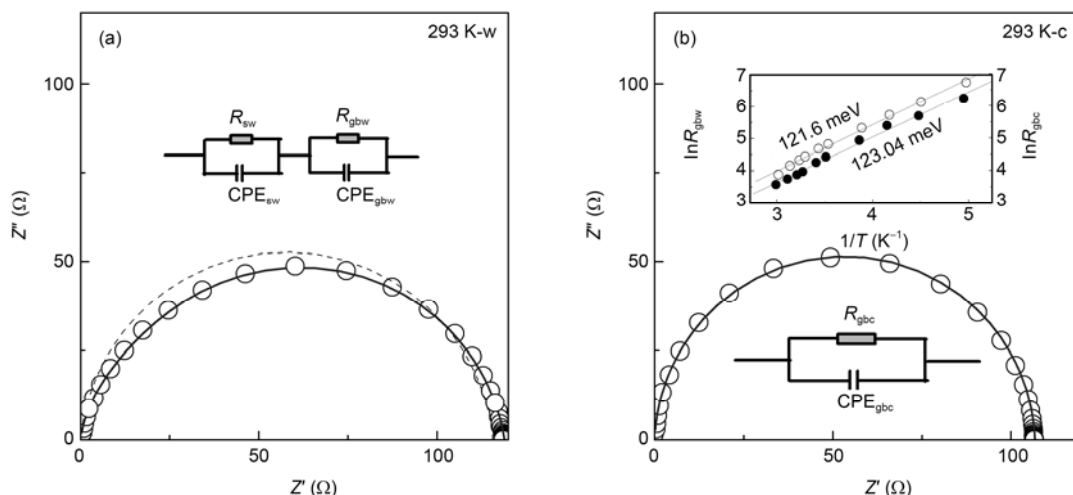 (a)
293 K-w
100
75
50
25
0
0
50
100
Z″ (Ω)
Z′ (Ω)
R_sw
R_gbw
CPE_sw
CPE_gbw
(b)
293 K-c
100
50
0
0
50
100
Z″ (Ω)
Z′ (Ω)
7
6
5
4
3
7
6
5
4
3
3
4
5
lnR_gbw
lnR_gbc
121.6 meV
123.04 meV
1/T (K⁻¹)
R_gbc
CPE_gbc